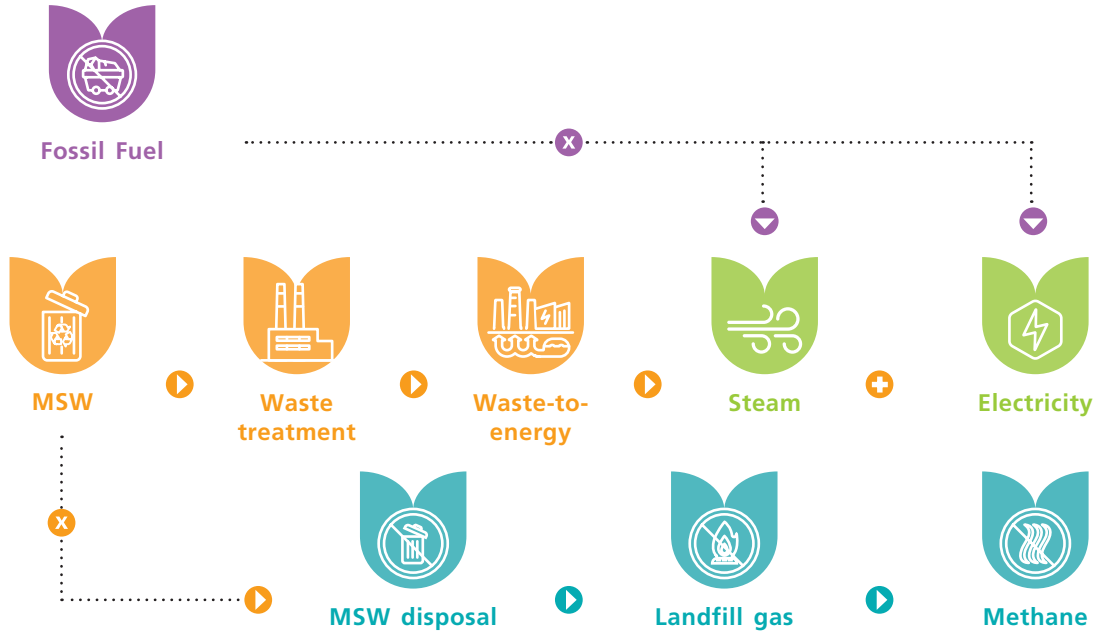 Fossil Fuel
X
MSW
Waste
treatment
Waste-to-
energy
Steam
Electricity
X
MSW disposal
Landfill gas
Methane